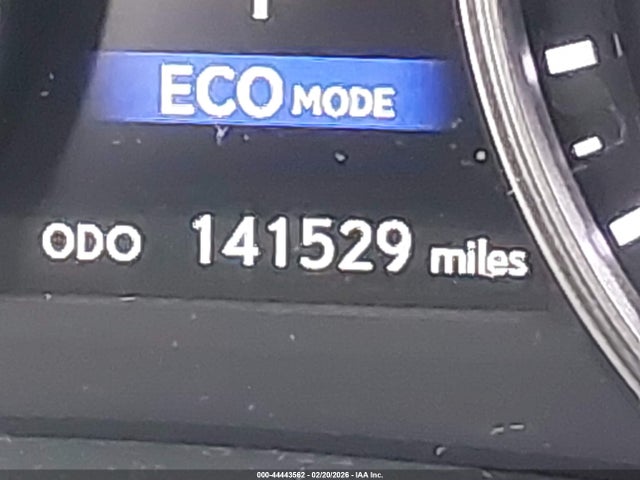 ECO MODE
ODO 141529 miles
000-44443562 - 02/20/2026 - IAA Inc.